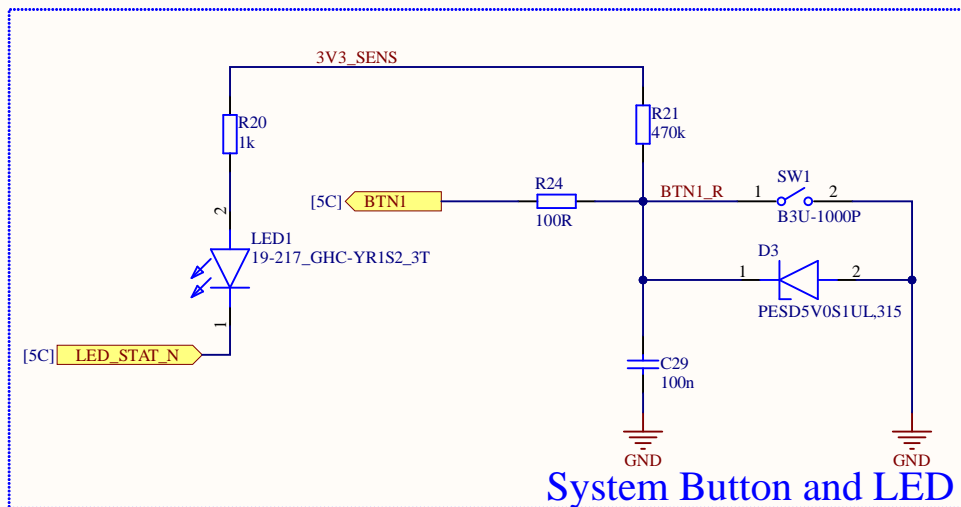 3V3_SENS
R20
1k
R21
470k
SW1
1 2
B3U-1000P
R24
100R
BTN1_R
[5C] BTN1
2
LED1
19-217_GHC-YR1S2_3T
1
D3
1 2
PESD5V0S1UL,315
[5C] LED_STAT_N
C29
100n
GND
GND
System Button and LED